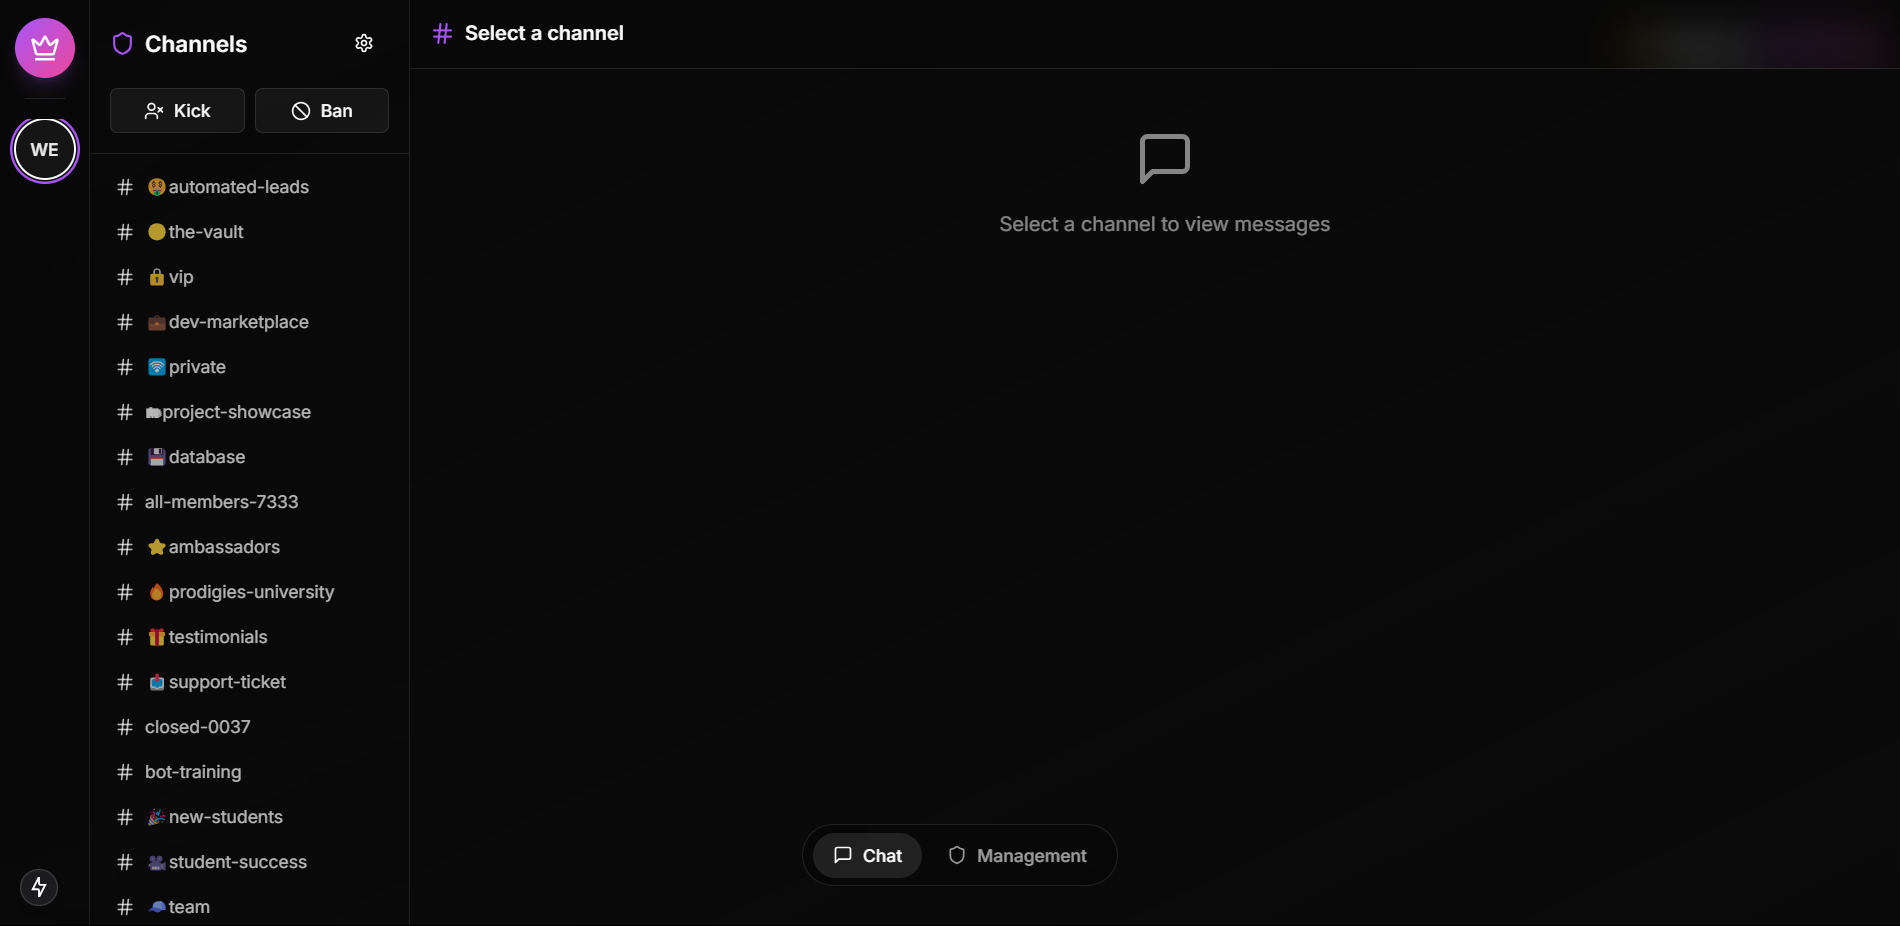 Channels
Kick
Ban
WE
automated-leads
the-vault
vip
dev-marketplace
private
project-showcase
database
all-members-7333
ambassadors
prodigies-university
testimonials
support-ticket
closed-0037
bot-training
new-students
student-success
team
# Select a channel
Select a channel to view messages
Chat
Management